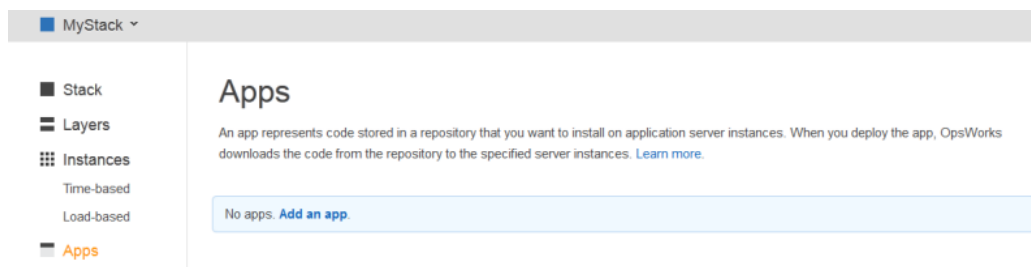 MyStack
Stack
Layers
Instances
Time-based
Load-based
Apps
Apps
An app represents code stored in a repository that you want to install on application server instances. When you deploy the app, OpsWorks
downloads the code from the repository to the specified server instances. Learn more.
No apps. Add an app.